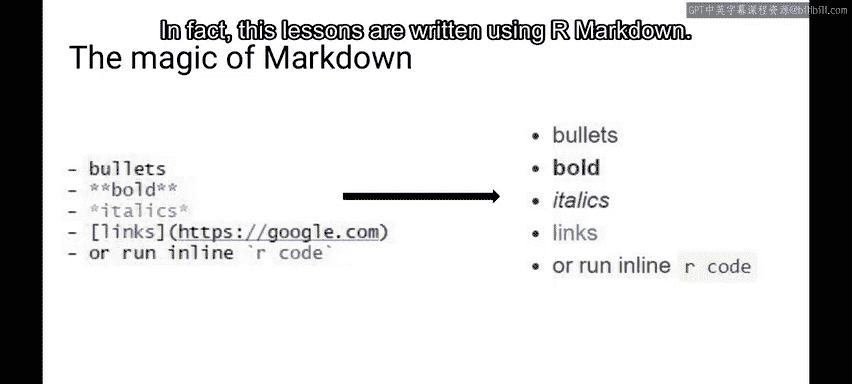 GPT中英字幕课程资源@bilibili.com
In fact, this lessons are written using R Markdown.
The magic of Markdown
- bullets
- **bold**
- *italics*
- [links](https://google.com)
- or run inline `r code`
• bullets
• bold
• italics
• links
• or run inline r code